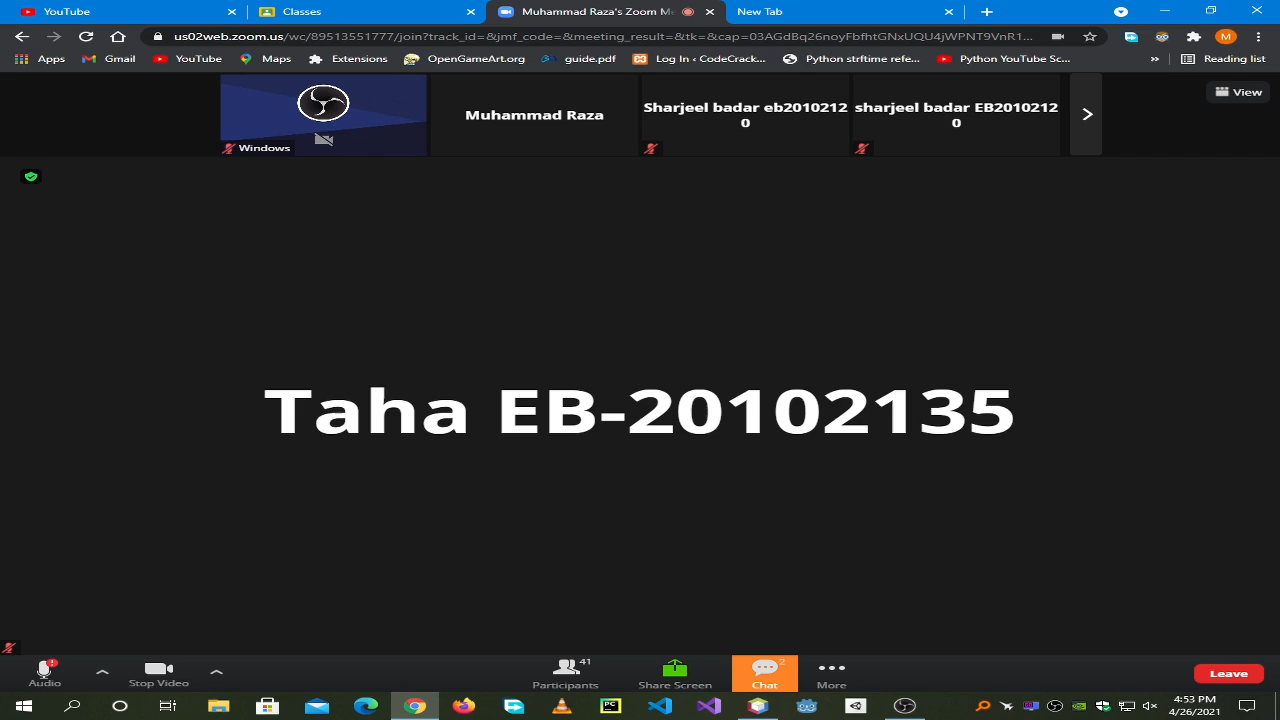 YouTube
Classes
Muhammad Raza's Zoom Me
New Tab
us02web.zoom.us/wc/89513551777/join?track_id=&jmf_code=&meeting_result=&tk=&cap=03AGdBq26noyFbfhtGNxUQU4jWPNT9VnR1...
M
Apps
Gmail
YouTube
Maps
Extensions
OpenGameArt.org
guide.pdf
Log In ‹ CodeCrack...
Python strftime refe...
Python YouTube Sc...
»
Reading list
Windows
Muhammad Raza
Sharjeel badar eb2010212
0
sharjeel badar EB2010212
0
View
Taha EB-20102135
Audio
Stop Video
Participants
41
Share Screen
Chat
2
More
Leave
PC
4:53 PM
4/26/2021